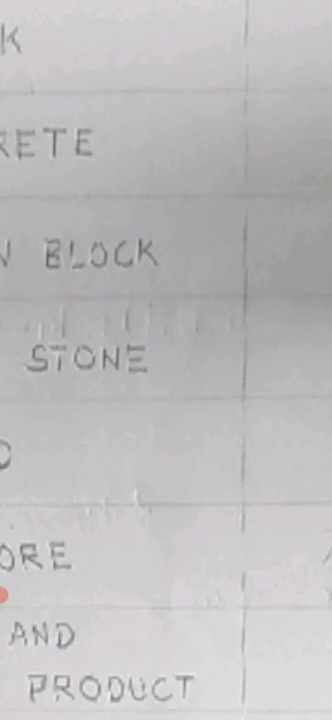 K
RETE
N BLOCK
STONE
D
ORE
AND
PRODUCT